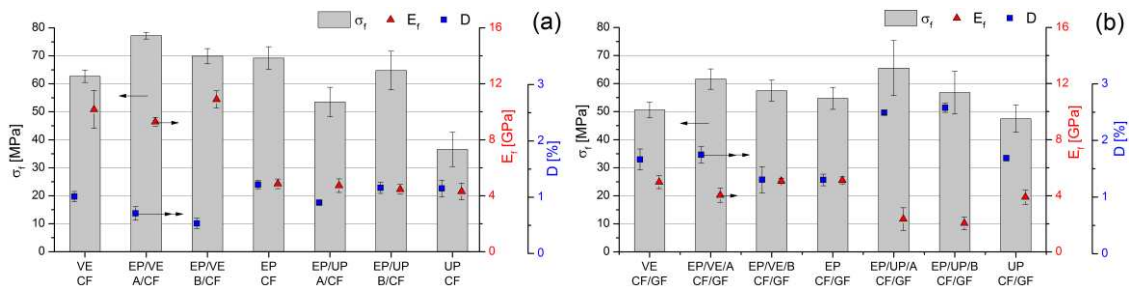 σf Ef D (a)
80 16
70
60 12 3
50
40 8 2
30
20 4 1
10
0 0 0
σf [MPa]
Ef [GPa]
D [%]
VE EP/VE EP/VE EP EP/UP EP/UP UP
CF A/CF B/CF CF A/CF B/CF CF
σf Ef D (b)
80 16
70
60 12 3
50
40 8 2
30
20 4 1
10
0 0 0
σf [MPa]
Ef [GPa]
D [%]
VE EP/VE/A EP/VE/B EP EP/UP/A EP/UP/B UP
CF/GF CF/GF CF/GF CF/GF CF/GF CF/GF CF/GF